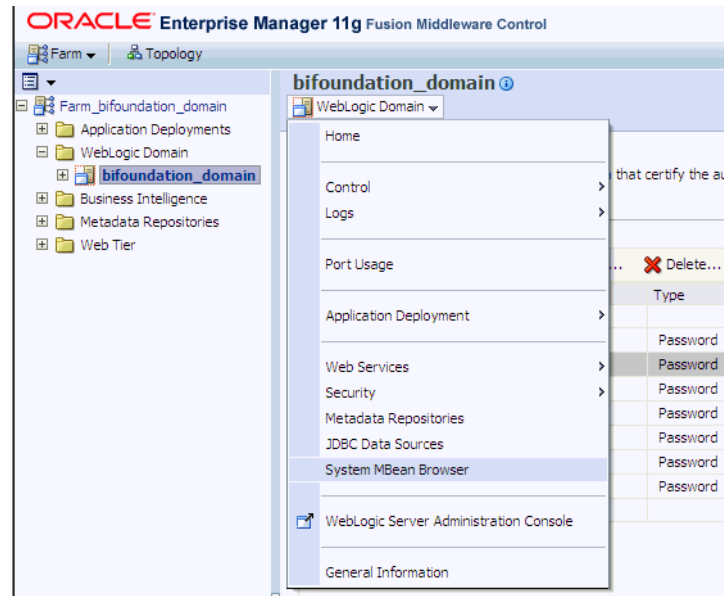 ORACLE Enterprise Manager 11g Fusion Middleware Control
Farm Topology
bifoundation_domain
WebLogic Domain
Farm_bifoundation_domain
Application Deployments
WebLogic Domain
bifoundation_domain
Business Intelligence
Metadata Repositories
Web Tier
Home
Control
Logs
Port Usage
Application Deployment
Web Services
Security
Metadata Repositories
JDBC Data Sources
System MBean Browser
WebLogic Server Administration Console
General Information
that certify the au
... Delete...
Type
Password
Password
Password
Password
Password
Password
Password